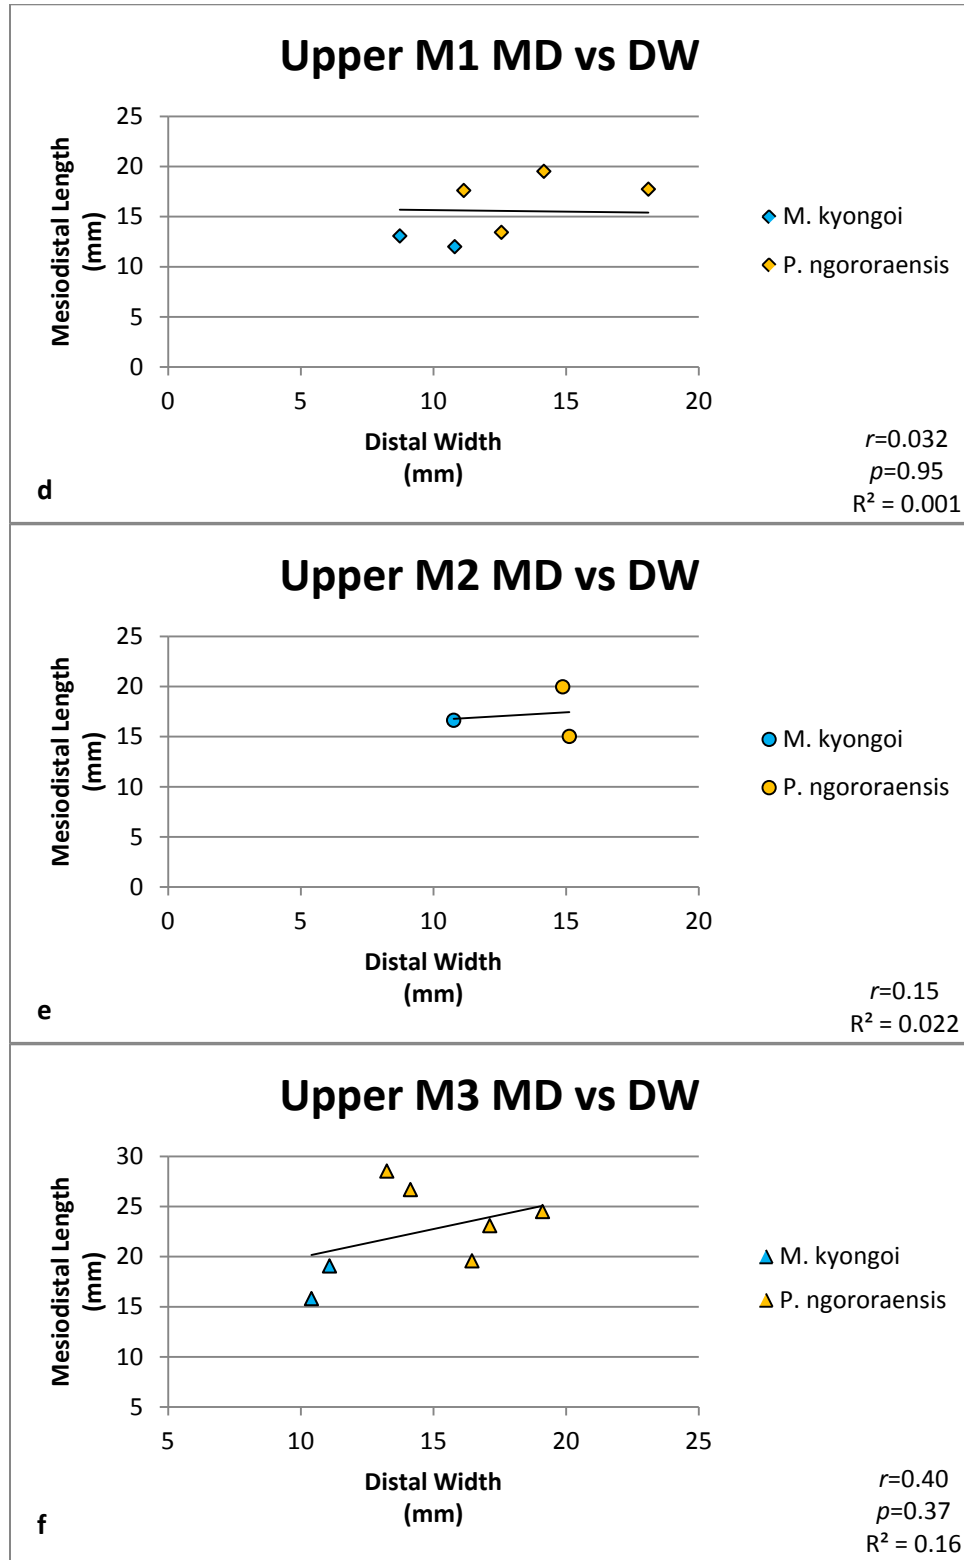 Upper M1 MD vs DW
Mesiodistal Length
(mm)
25
20
15
10
5
0
0 5 10 15 20
Distal Width
(mm)
M. kyongoi
P. ngororaensis
r=0.032
p=0.95
R² = 0.001
d
Upper M2 MD vs DW
Mesiodistal Length
(mm)
25
20
15
10
5
0
0 5 10 15 20
Distal Width
(mm)
M. kyongoi
P. ngororaensis
r=0.15
R² = 0.022
e
Upper M3 MD vs DW
Mesiodistal Length
(mm)
30
25
20
15
10
5
5 10 15 20 25
Distal Width
(mm)
M. kyongoi
P. ngororaensis
r=0.40
p=0.37
R² = 0.16
f